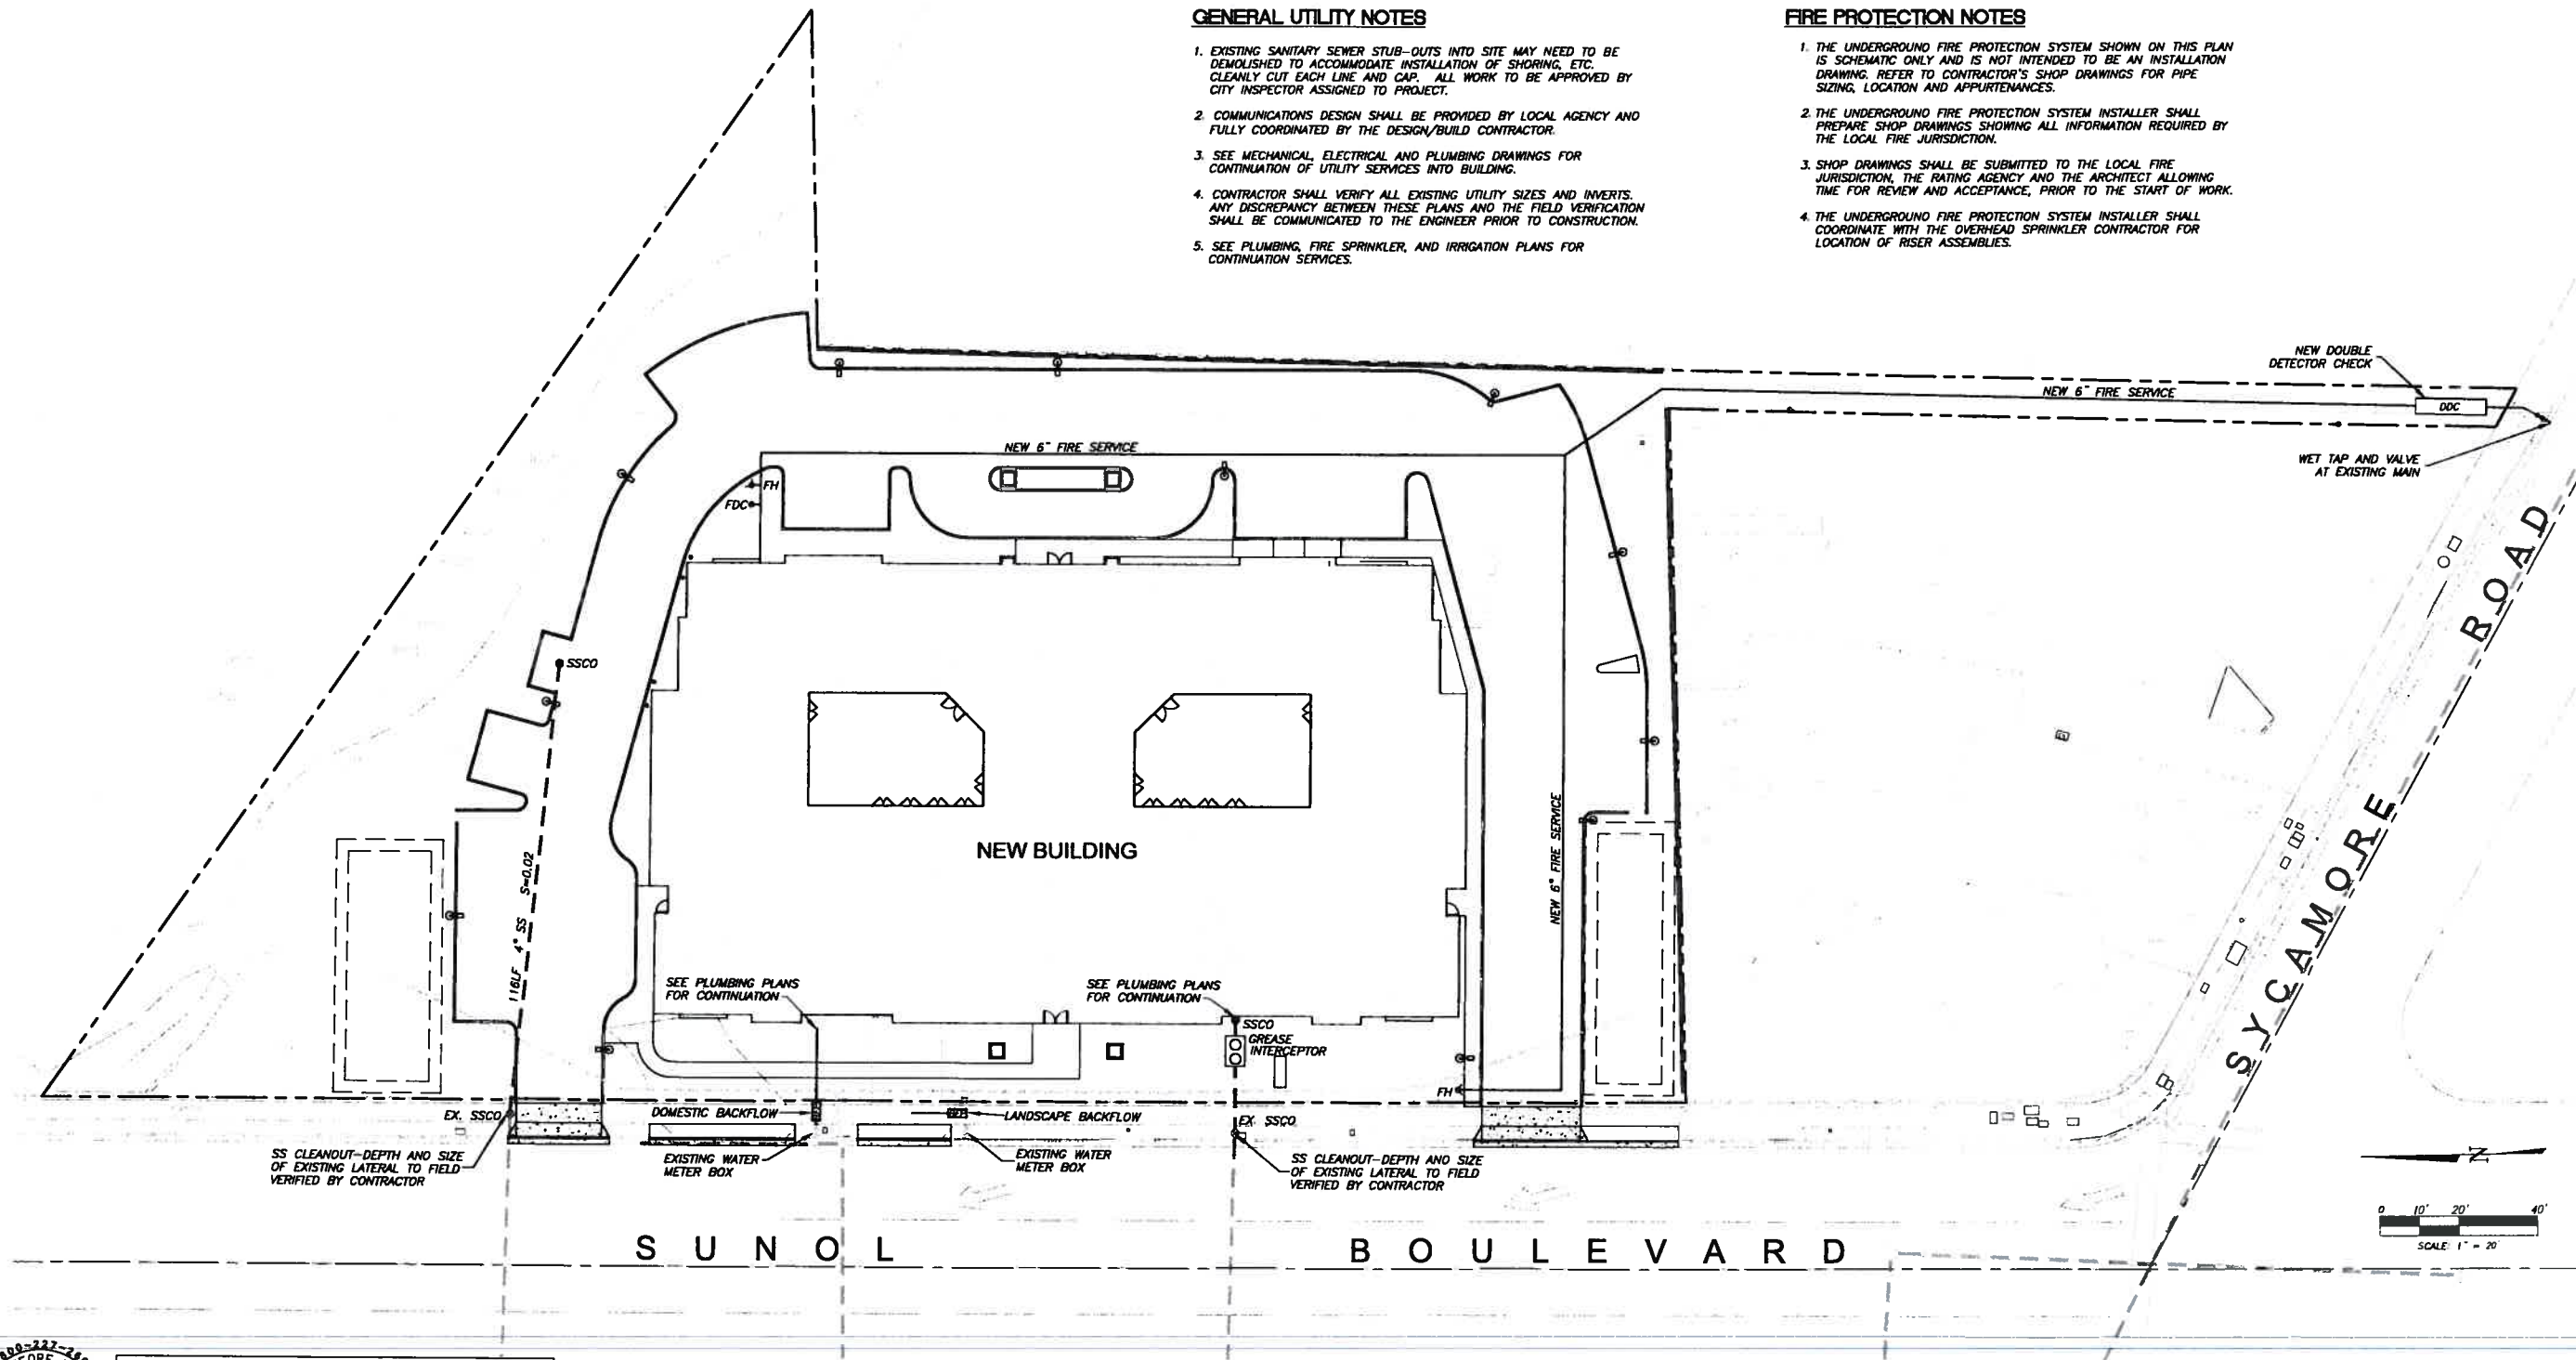 GENERAL UTILITY NOTES
1. EXISTING SANITARY SEWER STUB-OUTS INTO SITE MAY NEED TO BE
DEMOLISHED TO ACCOMMODATE INSTALLATION OF SHORING, ETC.
CLEANLY CUT EACH LINE AND CAP. ALL WORK TO BE APPROVED BY
CITY INSPECTOR ASSIGNED TO PROJECT.
2. COMMUNICATIONS DESIGN SHALL BE PROVIDED BY LOCAL AGENCY AND
FULLY COORDINATED BY THE DESIGN/BUILD CONTRACTOR.
3. SEE MECHANICAL, ELECTRICAL AND PLUMBING DRAWINGS FOR
CONTINUATION OF UTILITY SERVICES INTO BUILDING.
4. CONTRACTOR SHALL VERIFY ALL EXISTING UTILITY SIZES AND INVERTS.
ANY DISCREPANCY BETWEEN THESE PLANS AND THE FIELD VERIFICATION
SHALL BE COMMUNICATED TO THE ENGINEER PRIOR TO CONSTRUCTION.
5. SEE PLUMBING, FIRE SPRINKLER, AND IRRIGATION PLANS FOR
CONTINUATION SERVICES.
FIRE PROTECTION NOTES
1. THE UNDERGROUND FIRE PROTECTION SYSTEM SHOWN ON THIS PLAN
IS SCHEMATIC ONLY AND IS NOT INTENDED TO BE AN INSTALLATION
DRAWING. REFER TO CONTRACTOR'S SHOP DRAWINGS FOR PIPE
SIZING, LOCATION AND APPURTENANCES.
2. THE UNDERGROUND FIRE PROTECTION SYSTEM INSTALLER SHALL
PREPARE SHOP DRAWINGS SHOWING ALL INFORMATION REQUIRED BY
THE LOCAL FIRE JURISDICTION.
3. SHOP DRAWINGS SHALL BE SUBMITTED TO THE LOCAL FIRE
JURISDICTION, THE RATING AGENCY AND THE ARCHITECT ALLOWING
TIME FOR REVIEW AND ACCEPTANCE, PRIOR TO THE START OF WORK.
4. THE UNDERGROUND FIRE PROTECTION SYSTEM INSTALLER SHALL
COORDINATE WITH THE OVERHEAD SPRINKLER CONTRACTOR FOR
LOCATION OF RISER ASSEMBLIES.
NEW DOUBLE
DETECTOR CHECK
NEW 6" FIRE SERVICE
DDC
WET TAP AND VALVE
AT EXISTING MAIN
NEW 6" FIRE SERVICE
FH
FDC
SSCO
NEW BUILDING
NEW 6" FIRE SERVICE
116LF 4" SS S=0.02
SEE PLUMBING PLANS
FOR CONTINUATION
SEE PLUMBING PLANS
FOR CONTINUATION
SSCO
GREASE
INTERCEPTOR
FH
EX. SSCO
DOMESTIC BACKFLOW
LANDSCAPE BACKFLOW
EX. SSCO
SS CLEANOUT-DEPTH AND SIZE
OF EXISTING LATERAL TO FIELD
VERIFIED BY CONTRACTOR
EXISTING WATER
METER BOX
EXISTING WATER
METER BOX
SS CLEANOUT-DEPTH AND SIZE
OF EXISTING LATERAL TO FIELD
VERIFIED BY CONTRACTOR
SYCAMORE ROAD
N
0 10' 20' 40'
SCALE: 1" = 20'
SUNOL BOULEVARD